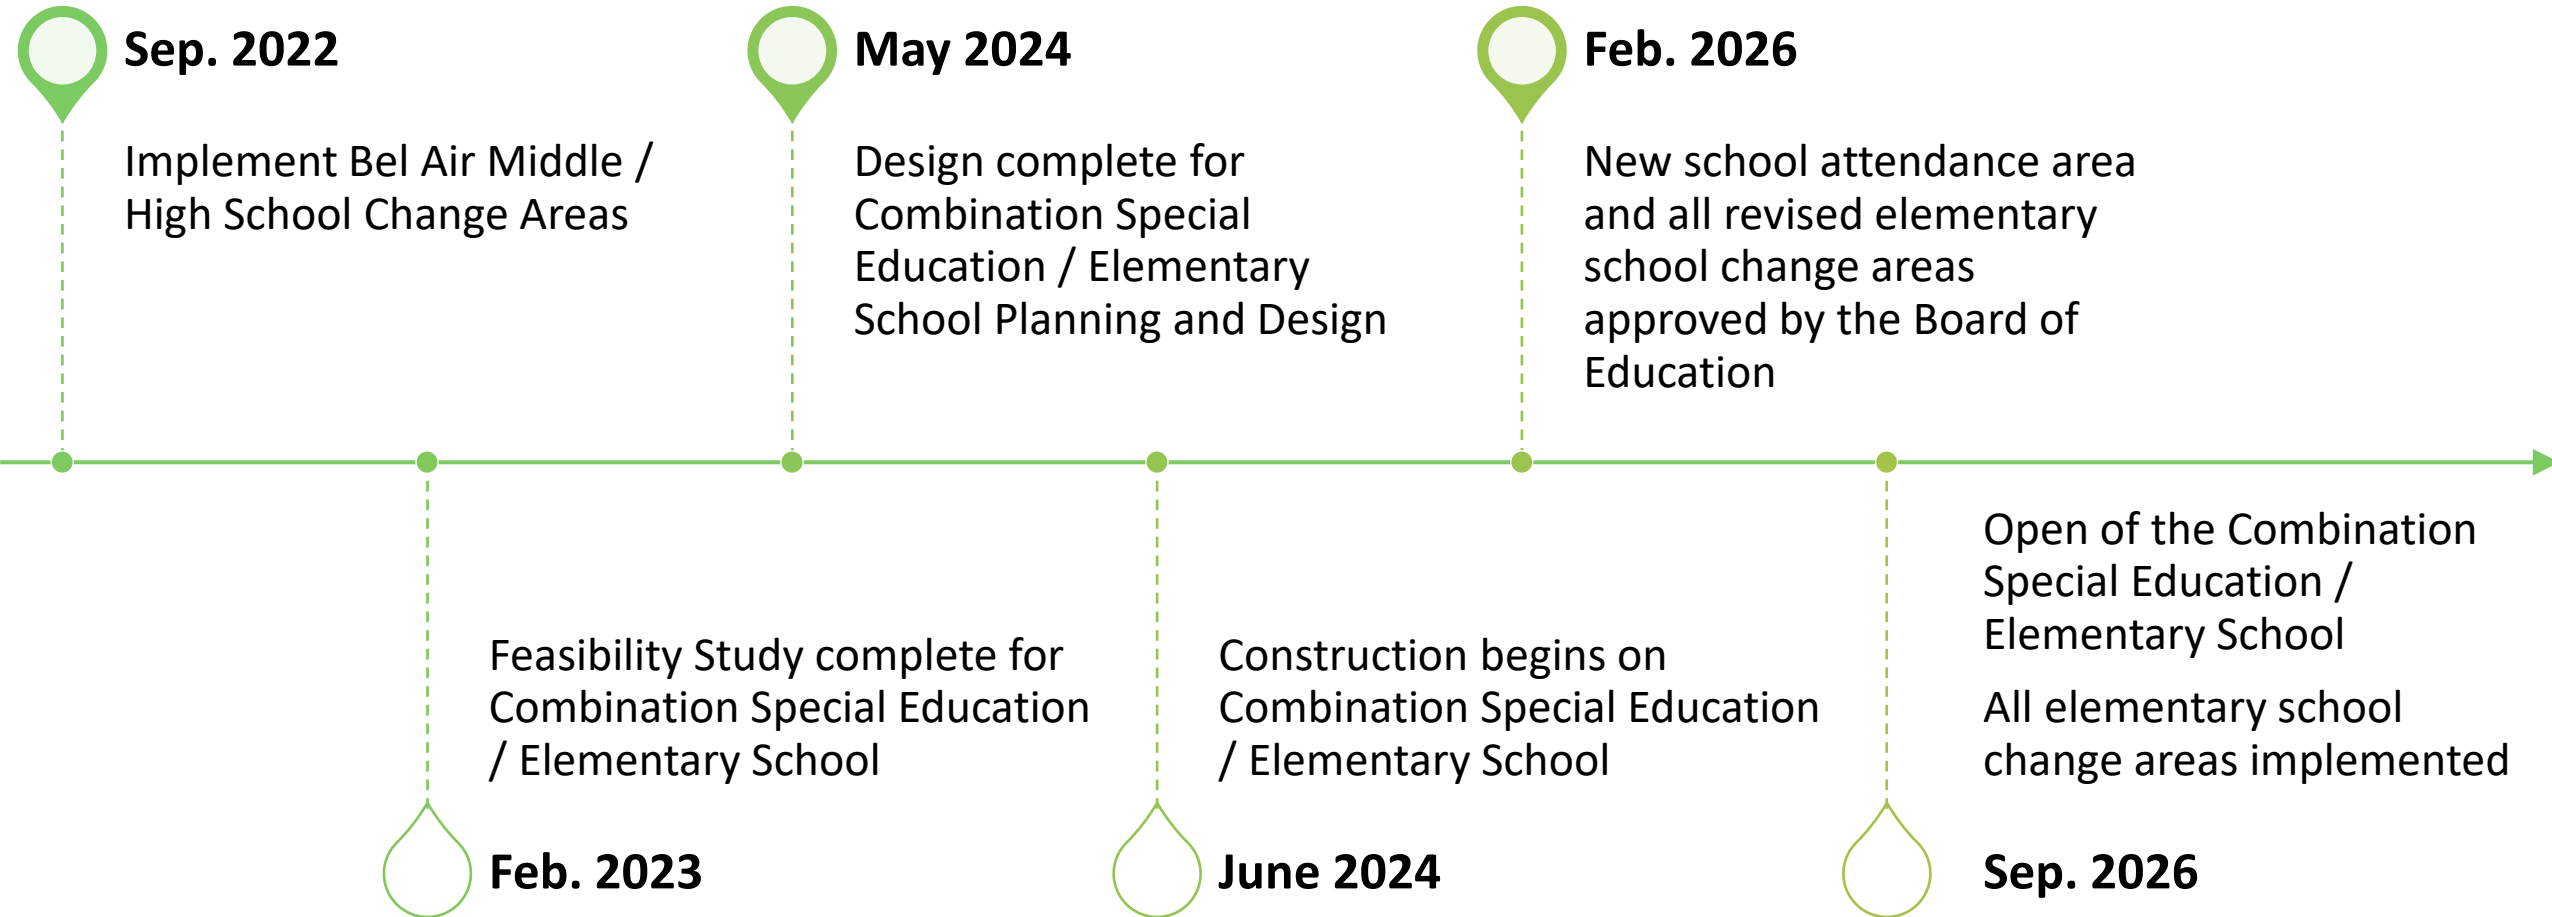 Sep. 2022
Implement Bel Air Middle /
High School Change Areas
May 2024
Design complete for
Combination Special
Education / Elementary
School Planning and Design
Feb. 2026
New school attendance area
and all revised elementary
school change areas
approved by the Board of
Education
Feasibility Study complete for
Combination Special Education
/ Elementary School
Feb. 2023
Construction begins on
Combination Special Education
/ Elementary School
June 2024
Open of the Combination
Special Education /
Elementary School
All elementary school
change areas implemented
Sep. 2026